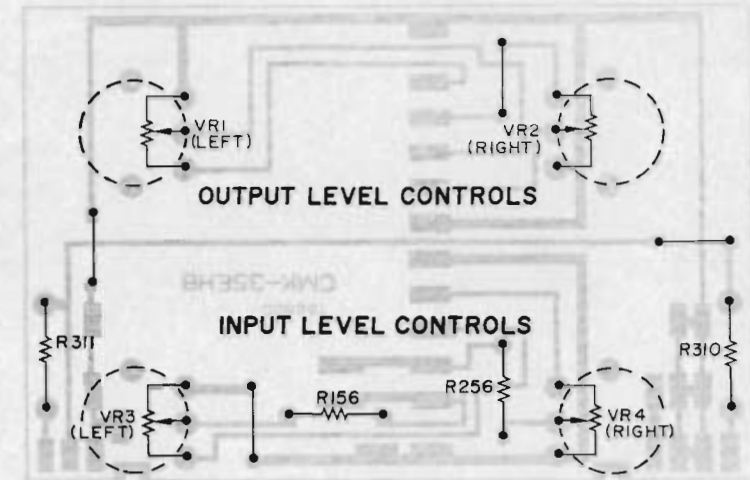 VR1
(LEFT)
VR2
(RIGHT)
OUTPUT LEVEL CONTROLS
CMK-35EHB
INPUT LEVEL CONTROLS
R311
R310
R156
R256
VR3
(LEFT)
VR4
(RIGHT)